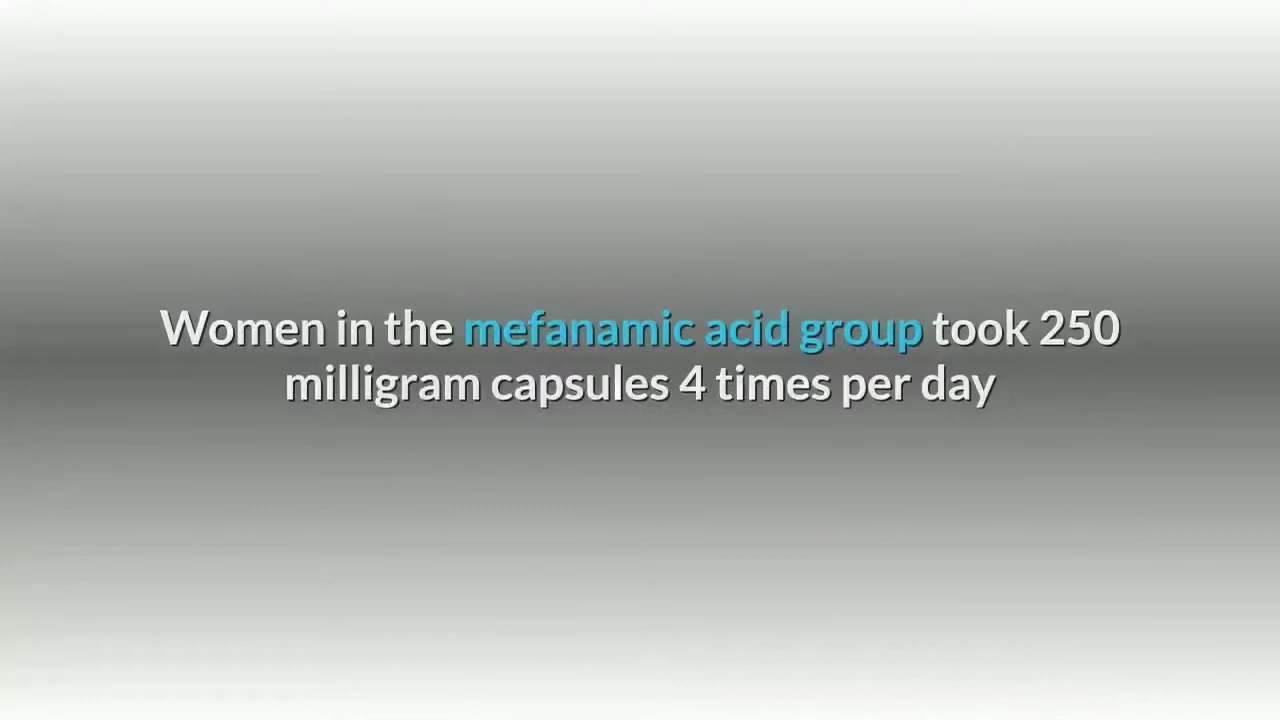 Women in the mefanamic acid group took 250
milligram capsules 4 times per day